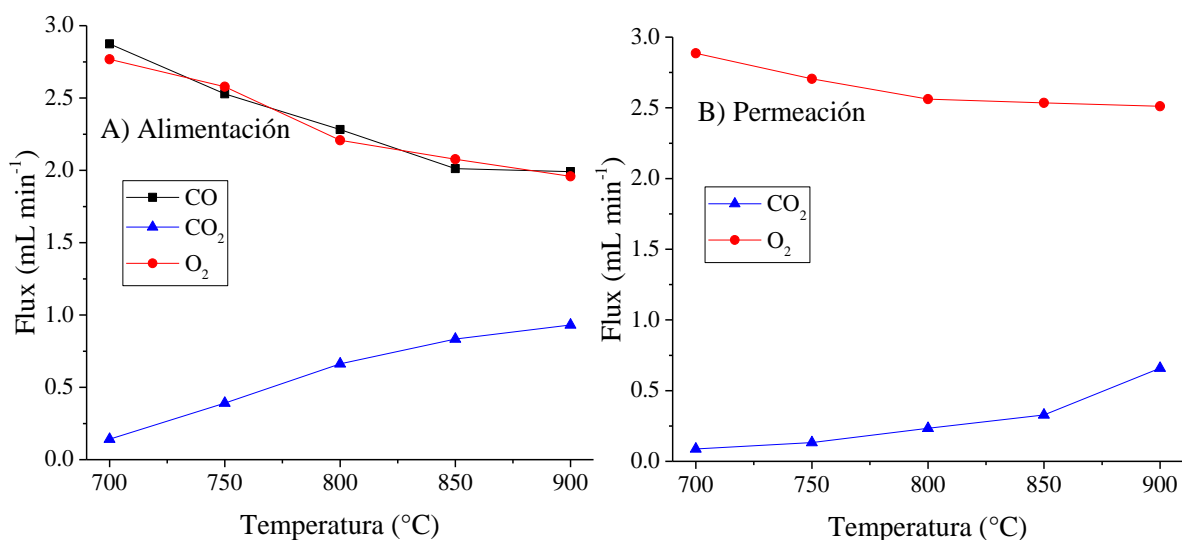 A) Alimentación
Flux (mL min⁻¹)
3.0
2.5
2.0
1.5
1.0
0.5
0.0
CO
CO₂
O₂
700 750 800 850 900
Temperatura (°C)
B) Permeación
Flux (mL min⁻¹)
3.0
2.5
2.0
1.5
1.0
0.5
0.0
CO₂
O₂
700 750 800 850 900
Temperatura (°C)